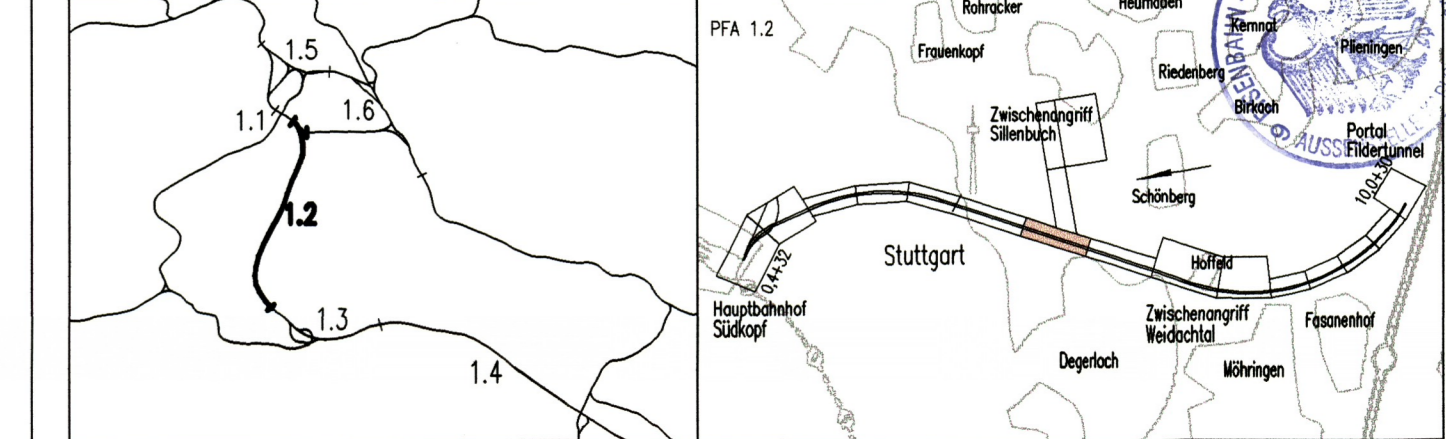 1.5
1.1
1.6
1.2
1.3
1.4
PFA 1.2
Rohracker
Heumaden
Frauenkopf
Kemnat
Plieningen
Riedenberg
Birkach
Zwischenangriff
Sillenbuch
Portal
Fildertunnel
10,0+30
Schönberg
Stuttgart
Hoffeld
0,4+32
Hauptbahnhof
Südkopf
Zwischenangriff
Weidachtal
Fasanenhof
Degerloch
Möhringen